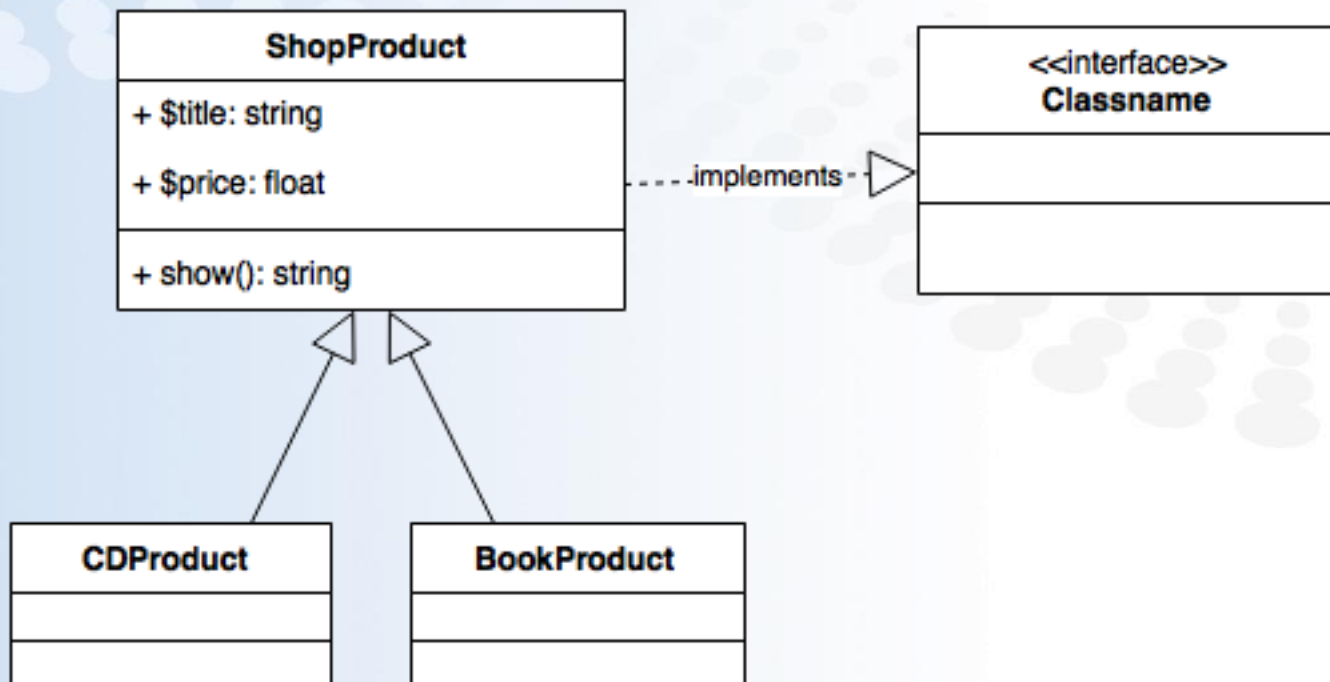 ShopProduct
+ $title: string
+ $price: float
+ show(): string
implements
<<interface>>
Classname
CDProduct
BookProduct